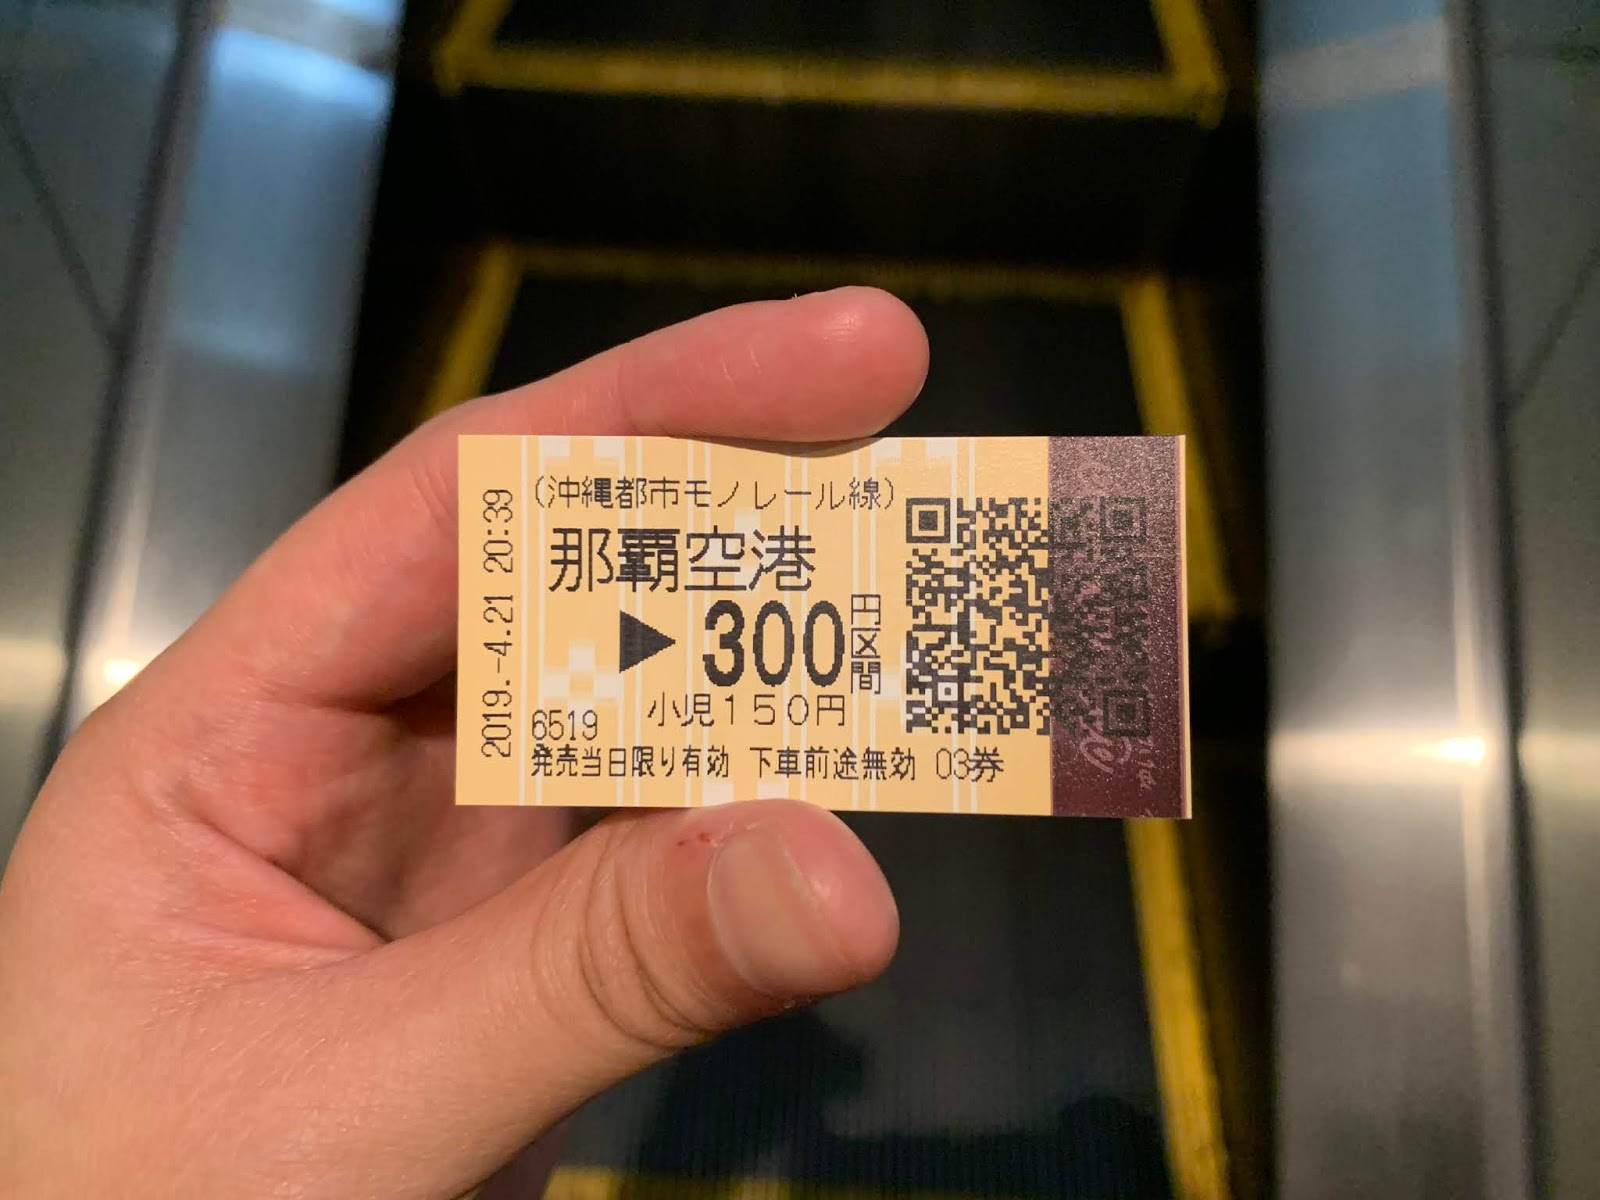 2019.-4.21 20:39
(沖縄都市モノレール線)
那覇空港
▶300円区間
小児150円
6519
発売当日限り有効 下車前途無効 03券